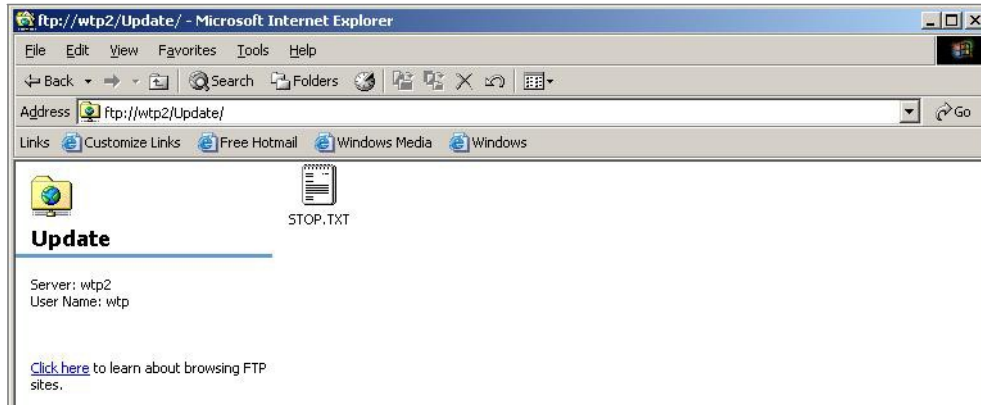 ftp://wtp2/Update/ - Microsoft Internet Explorer
File Edit View Favorites Tools Help
Back Search Folders
Address ftp://wtp2/Update/ Go
Links Customize Links Free Hotmail Windows Media Windows
STOP.TXT
Update
Server: wtp2
User Name: wtp
Click here to learn about browsing FTP
sites.